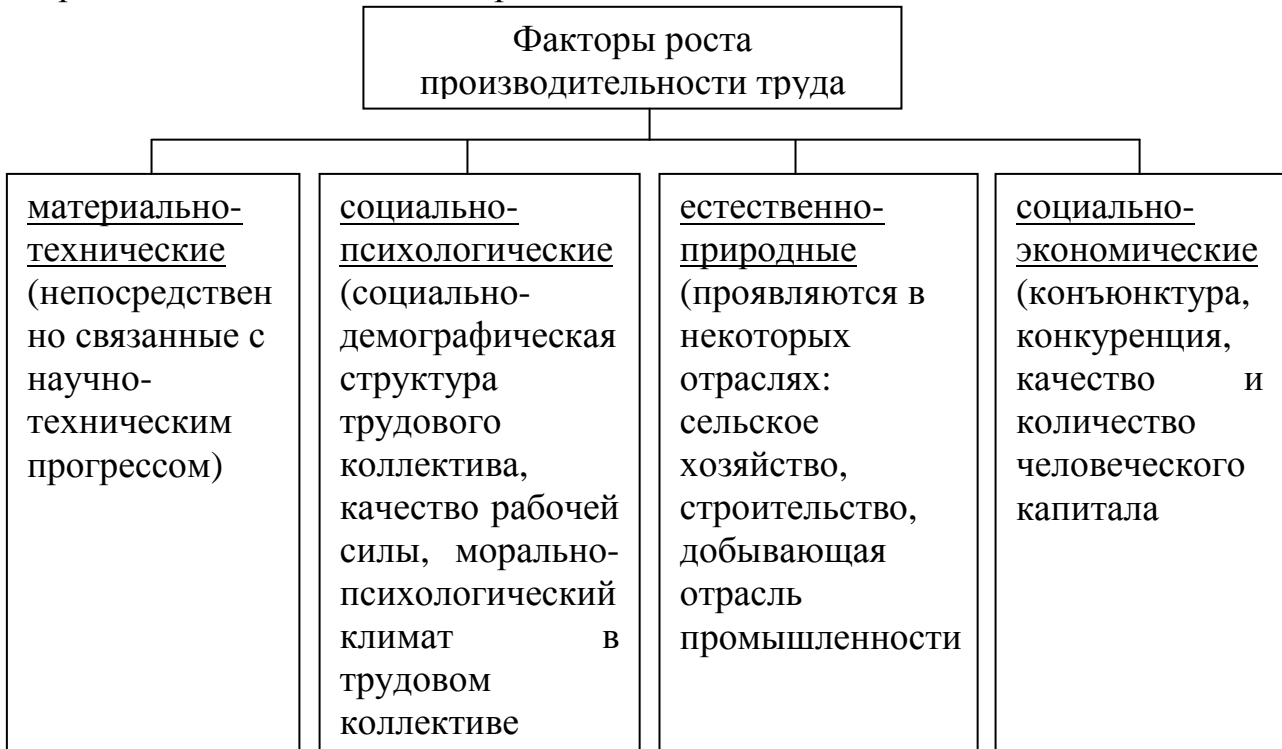 Факторы роста
производительности труда
материально-
технические
(непосредствен
но связанные с
научно-
техническим
прогрессом)
социально-
психологические
(социально-
демографическая
структура
трудового
коллектива,
качество рабочей
силы, морально-
психологический
климат в
трудовом
коллективе
естественно-
природные
(проявляются в
некоторых
отраслях:
сельское
хозяйство,
строительство,
добывающая
отрасль
промышленности
социально-
экономические
(конъюнктура,
конкуренция,
качество и
количество
человеческого
капитала